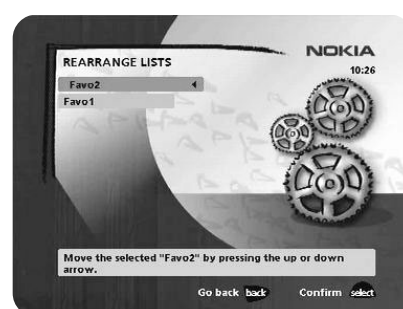 NOKIA
REARRANGE LISTS
10:26
Favo2
Favo1
Move the selected "Favo2" by pressing the up or down
arrow.
Go back back Confirm select